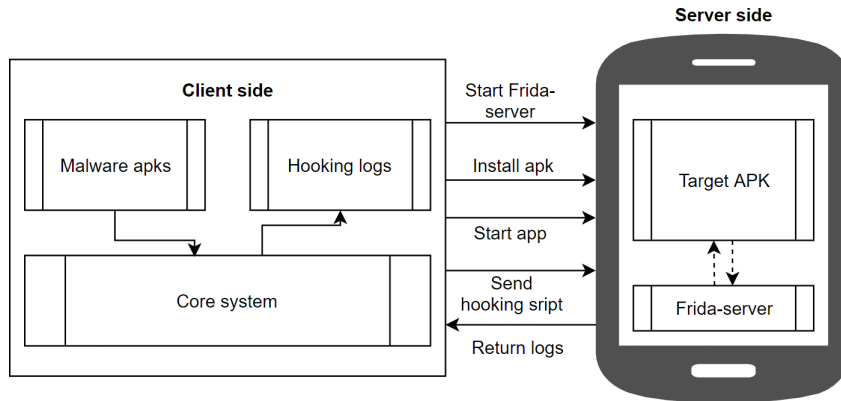 Server side
Client side
Malware apks
Hooking logs
Core system
Start Frida-
server
Install apk
Start app
Send
hooking sript
Return logs
Target APK
Frida-server